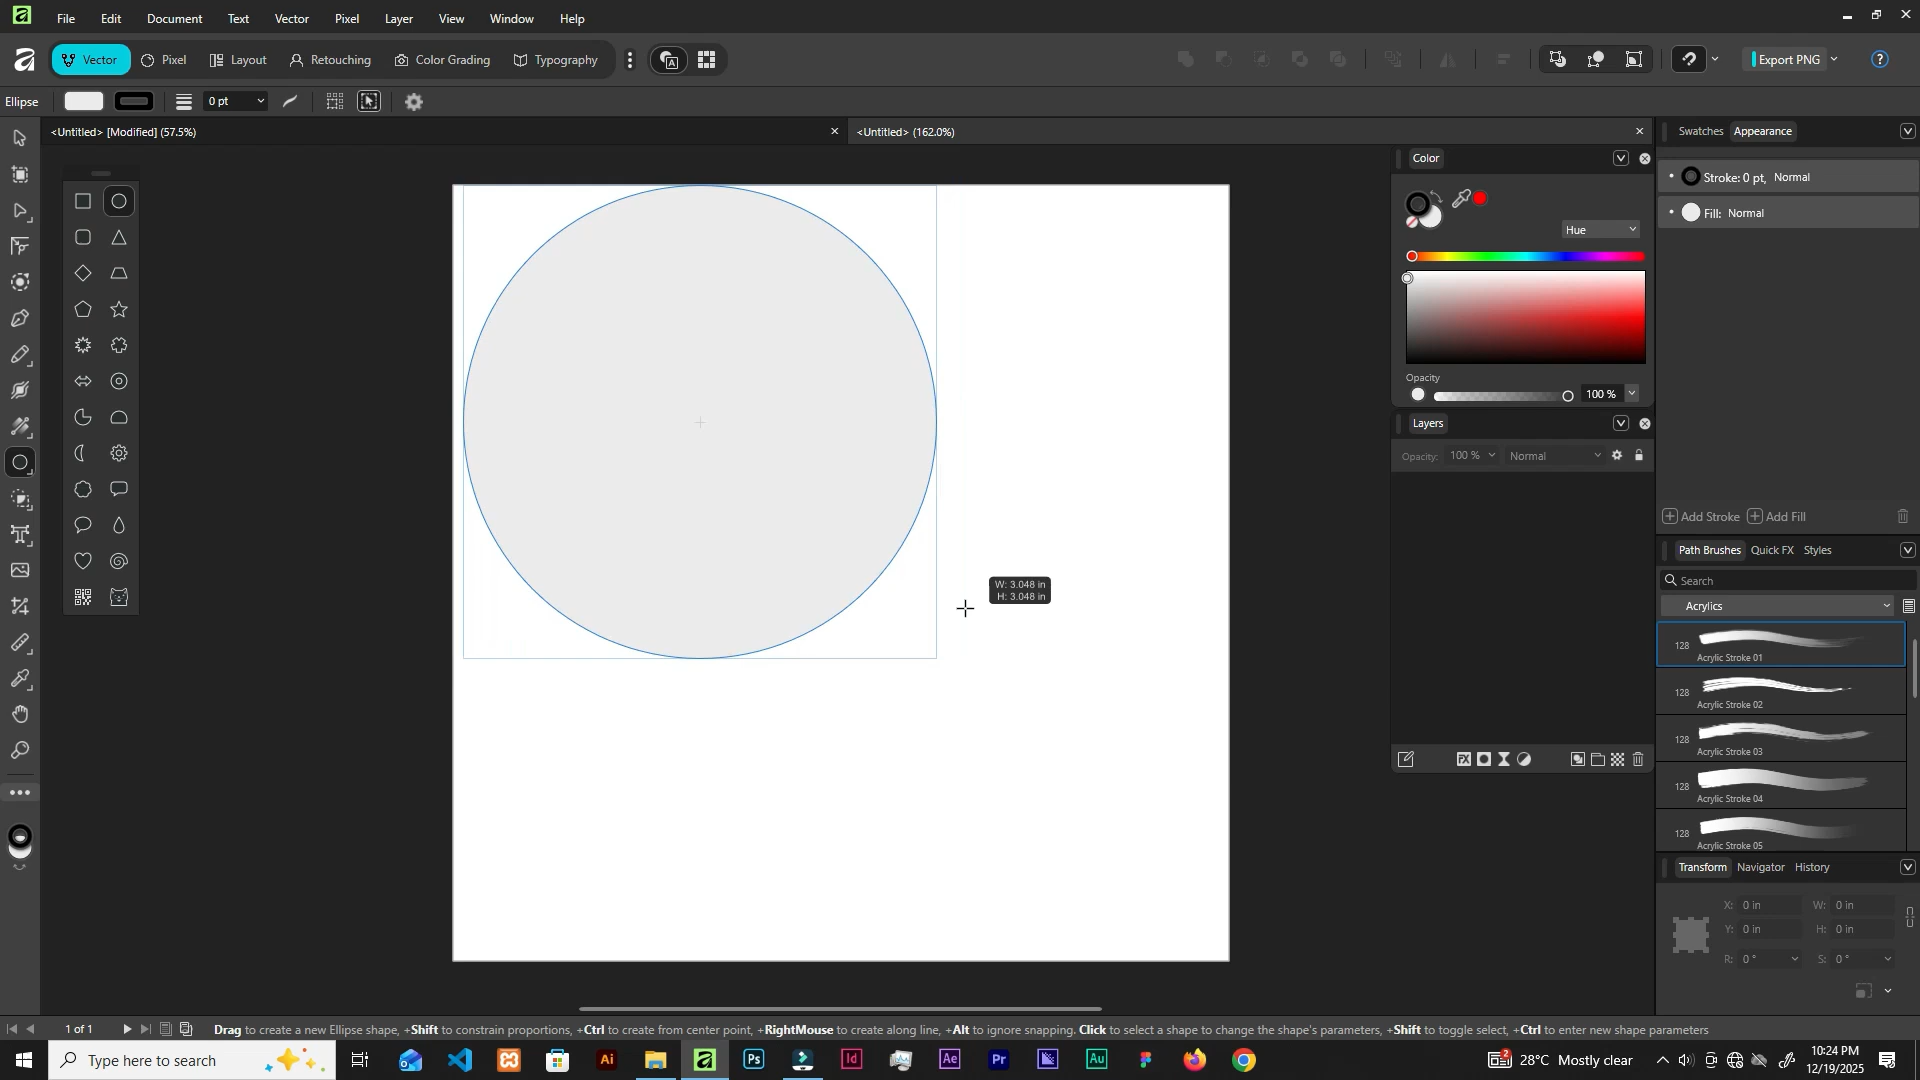 File Edit Document Text Vector Pixel Layer View Window Help
Vector Pixel Layout Retouching Color Grading Typography Export PNG
Ellipse 0 pt
<Untitled> [Modified] (57.5%) <Untitled> (162.0%)
Swatches Appearance
Color
Stroke: 0 pt, Normal
Fill: Normal
Hue
Opacity
100 %
Layers
Opacity: 100 % Normal
Add Stroke Add Fill
Path Brushes Quick FX Styles
Search
Acrylics
W: 3.048 in
H: 3.048 in
128 Acrylic Stroke 01
128 Acrylic Stroke 02
128 Acrylic Stroke 03
128 Acrylic Stroke 04
128 Acrylic Stroke 05
FX
Transform Navigator History
X: 0 in W: 0 in
Y: 0 in H: 0 in
R: 0 ° S: 0 °
1 of 1 Drag to create a new Ellipse shape, +Shift to constrain proportions, +Ctrl to create from center point, +RightMouse to create along line, +Alt to ignore snapping. Click to select a shape to change the shape's parameters, +Shift to toggle select, +Ctrl to enter new shape parameters
Type here to search Ai Ps Id Ae Pr Au 2 28°C Mostly clear 10:24 PM
12/19/2025